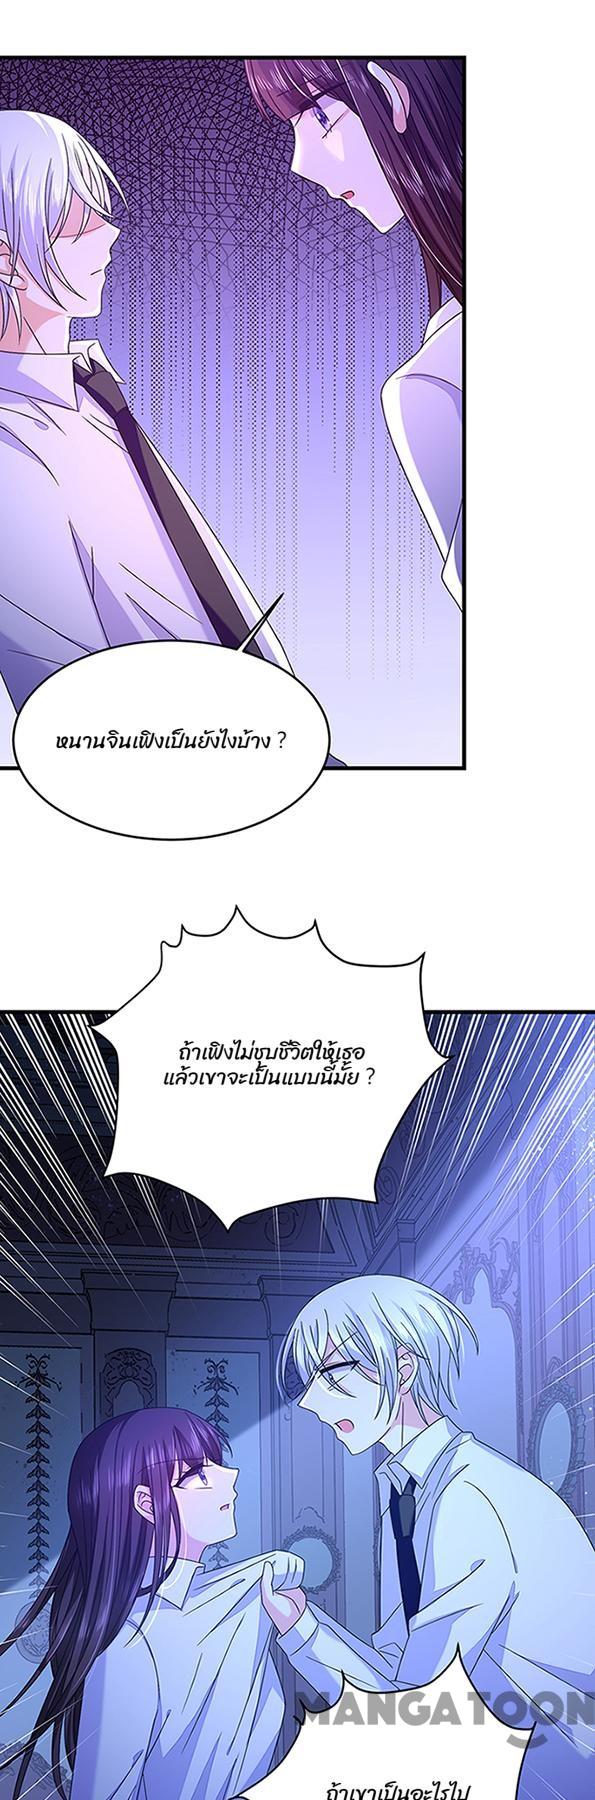 หนานจินเฟิงเป็นยังไงบ้าง ?
ถ้าเฟิงไม่ชุบชีวิตให้เธอ
แล้วเขาจะเป็นแบบนี้มั้ย ?
MANGATOON
ถ้าเขาเป็นอะไรไป